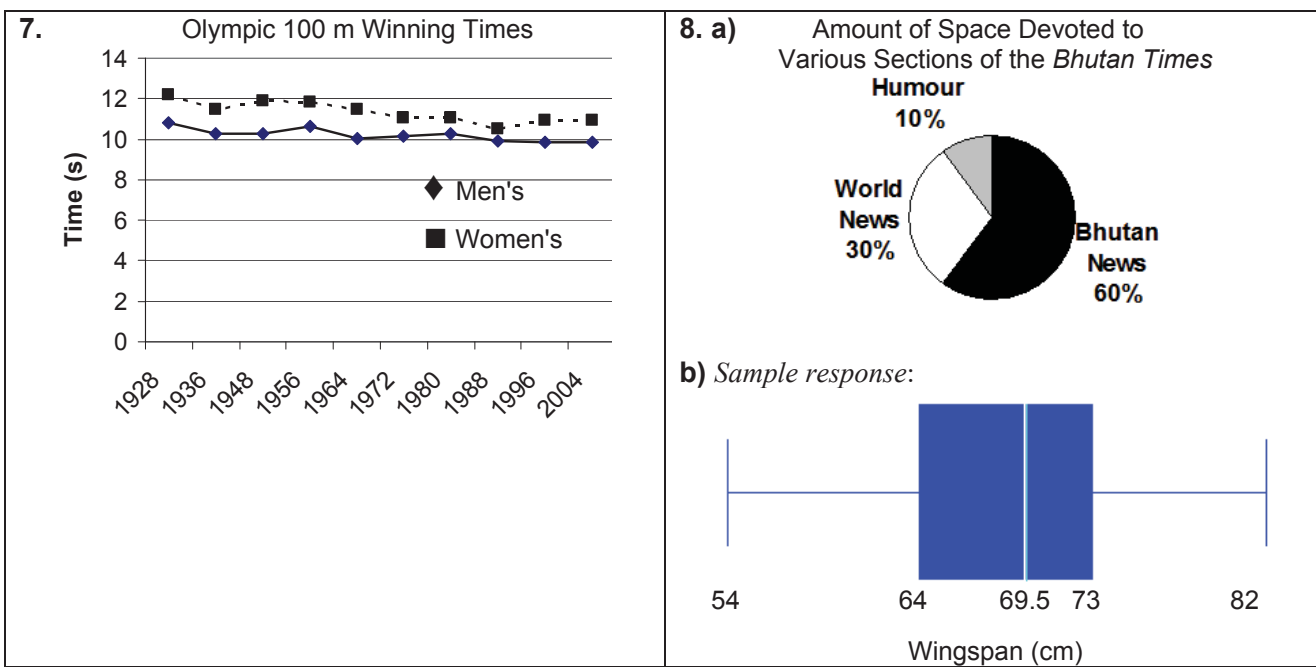 7.
Olympic 100 m Winning Times
14
12
10
8
6
4
2
0
Time (s)
Men's
Women's
1928
1936
1948
1956
1964
1972
1980
1988
1996
2004
8. a)
Amount of Space Devoted to
Various Sections of the Bhutan Times
Humour
10%
World
News
30%
Bhutan
News
60%
b) Sample response:
54 64 69.5 73 82
Wingspan (cm)